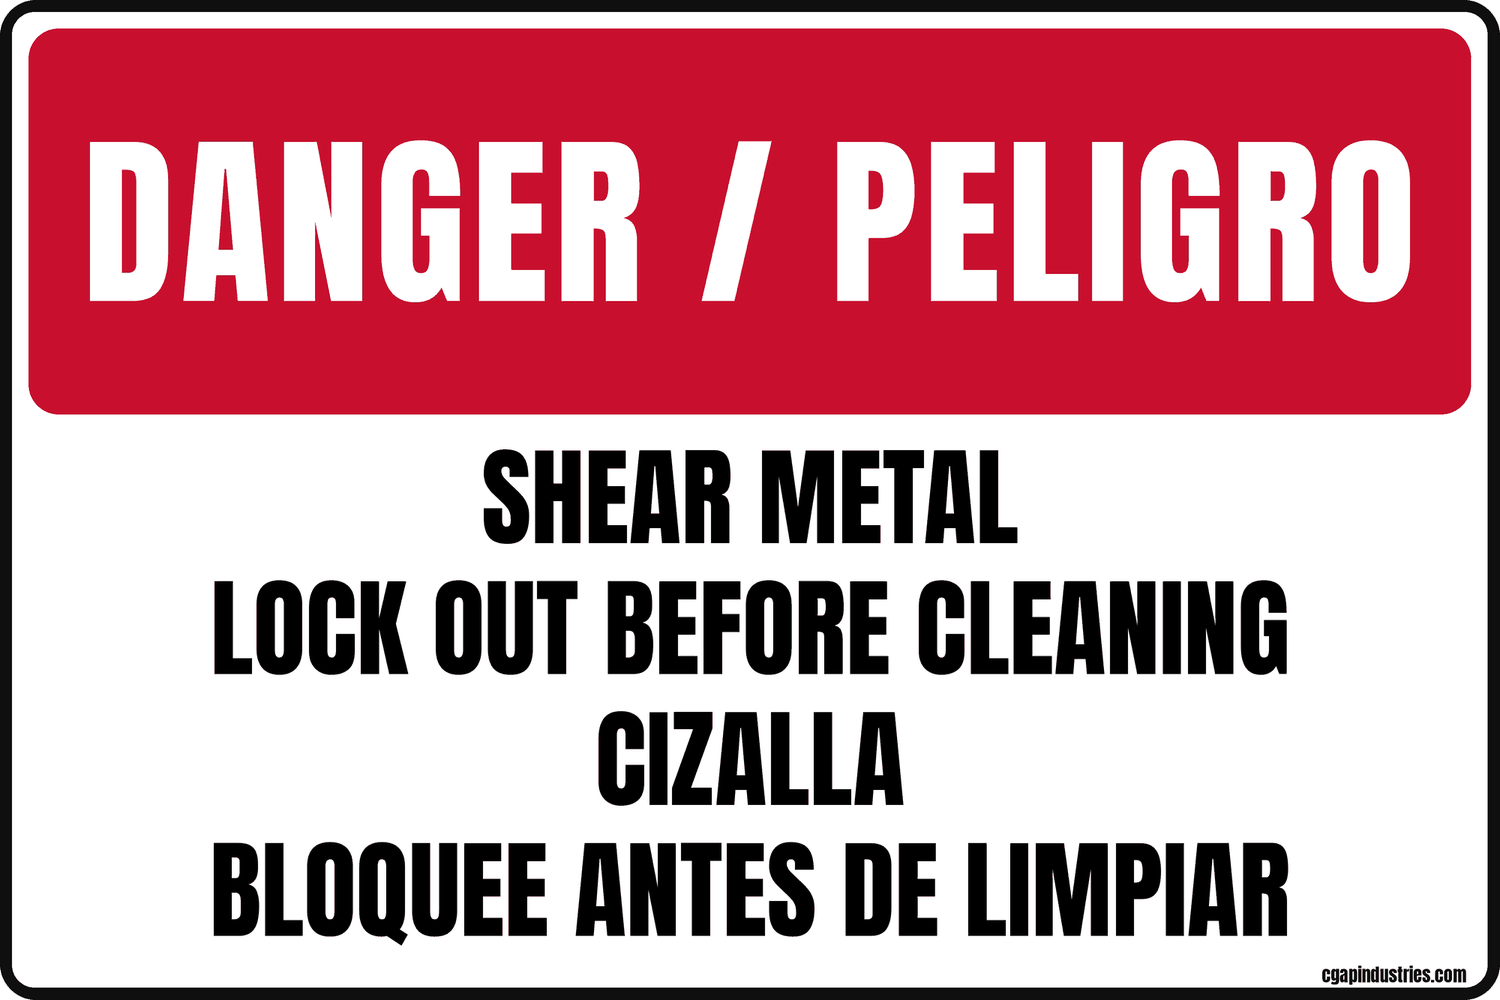 DANGER / PELIGRO
SHEAR METAL
LOCK OUT BEFORE CLEANING
CIZALLA
BLOQUEE ANTES DE LIMPIAR
cgapindustries.com